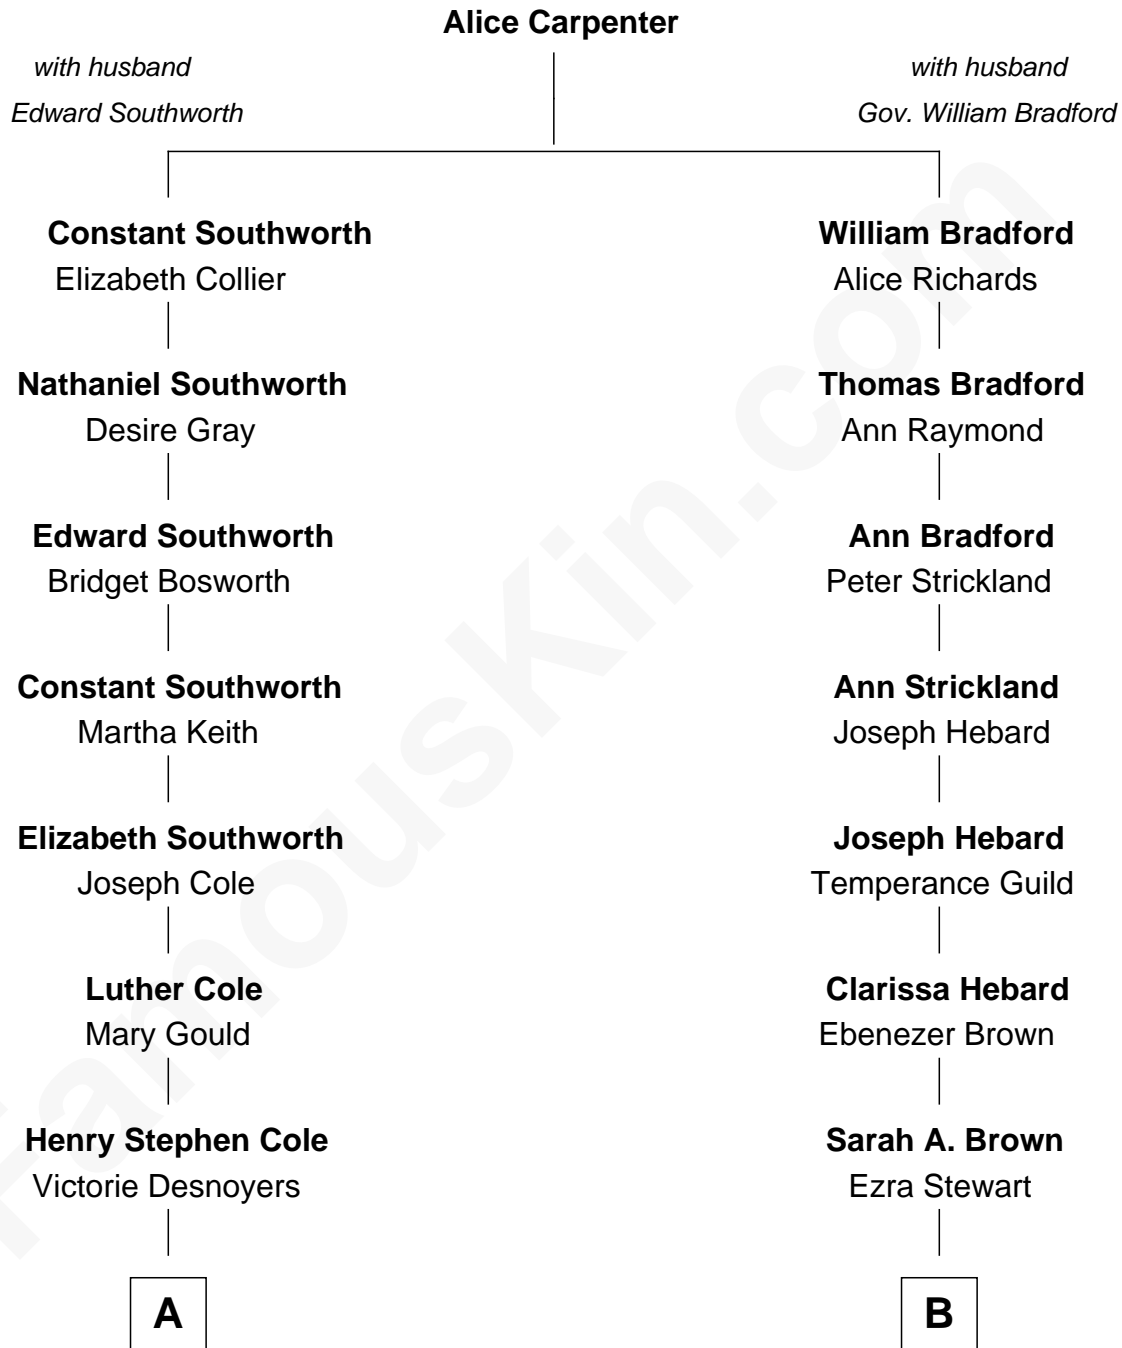 Alice Carpenter
with husband
Edward Southworth
with husband
Gov. William Bradford
Constant Southworth
Elizabeth Collier
William Bradford
Alice Richards
Nathaniel Southworth
Desire Gray
Thomas Bradford
Ann Raymond
Edward Southworth
Bridget Bosworth
Ann Bradford
Peter Strickland
Constant Southworth
Martha Keith
Ann Strickland
Joseph Hebard
Elizabeth Southworth
Joseph Cole
Joseph Hebard
Temperance Guild
Luther Cole
Mary Gould
Clarissa Hebard
Ebenezer Brown
Henry Stephen Cole
Victorie Desnoyers
Sarah A. Brown
Ezra Stewart
A
B
FamousKin.com